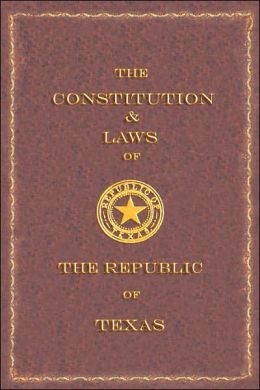 THE
CONSTITUTION
&
LAWS
OF
REPUBLIC OF
TEXAS
THE REPUBLIC
OF
TEXAS